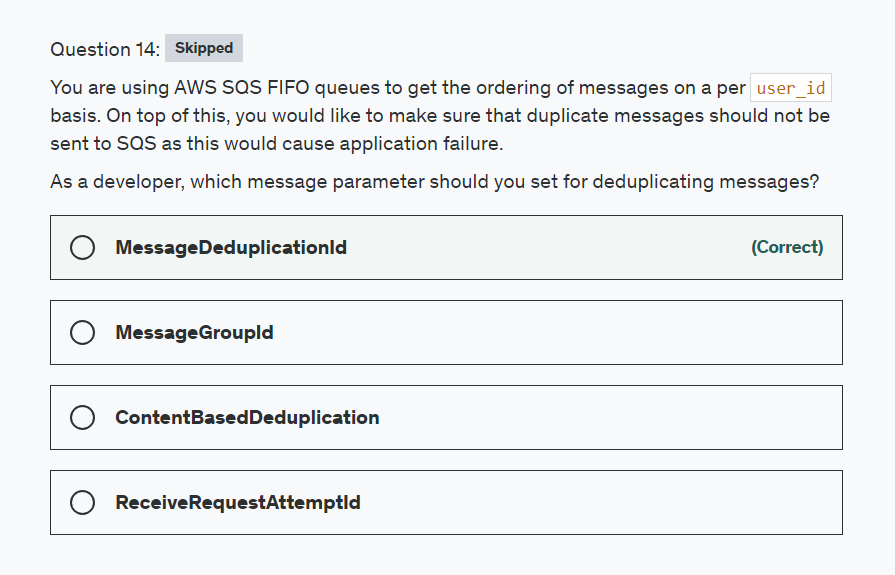 Question 14: Skipped
You are using AWS SQS FIFO queues to get the ordering of messages on a per user_id
basis. On top of this, you would like to make sure that duplicate messages should not be
sent to SQS as this would cause application failure.
As a developer, which message parameter should you set for deduplicating messages?
MessageDeduplicationId (Correct)
MessageGroupId
ContentBasedDeduplication
ReceiveRequestAttemptId